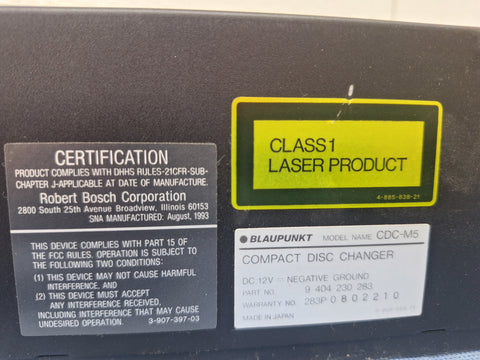 CERTIFICATION
PRODUCT COMPLIES WITH DHHS RULES-21CFR-SUB-
CHAPTER J-APPLICABLE AT DATE OF MANUFACTURE.
Robert Bosch Corporation
2800 South 25th Avenue Broadview, Illinois 60153
SNA MANUFACTURED: August, 1993
THIS DEVICE COMPLIES WITH PART 15 OF
THE FCC RULES. OPERATION IS SUBJECT TO
THE FOLLOWING TWO CONDITIONS:
(1) THIS DEVICE MAY NOT CAUSE HARMFUL
INTERFERENCE, AND
(2) THIS DEVICE MUST ACCEPT
ANY INTERFERENCE RECEIVED,
INCLUDING INTERFERENCE THAT MAY CAUSE
UNDESIRED OPERATION. 3-907-397-03
CLASS 1
LASER PRODUCT
4-885-838-21
BLAUPUNKT MODEL NAME CDC-M5
COMPACT DISC CHANGER
DC 12V NEGATIVE GROUND
PART NO. 9 404 230 283
WARRANTY NO. 283P0802210
MADE IN JAPAN